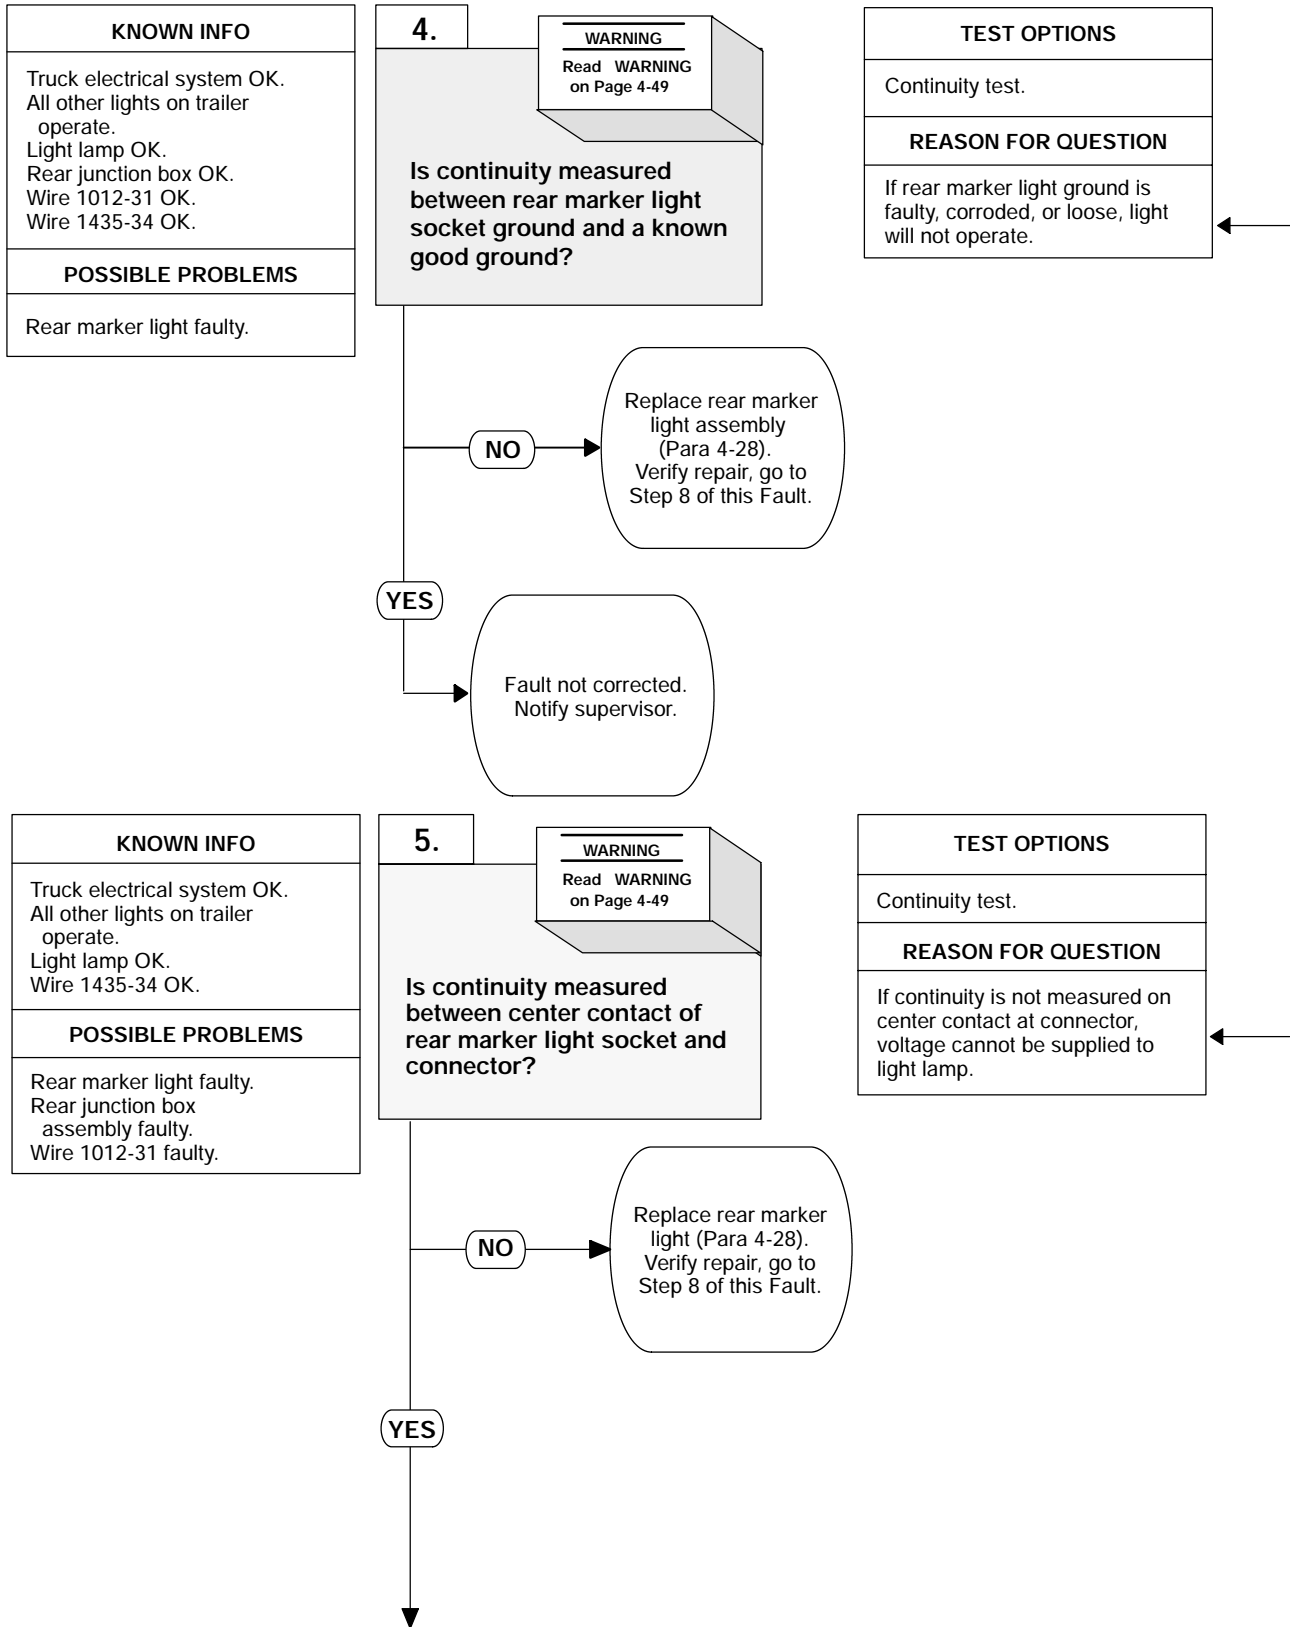 KNOWN INFO
Truck electrical system OK.
All other lights on trailer
operate.
Light lamp OK.
Rear junction box OK.
Wire 1012-31 OK.
Wire 1435-34 OK.
POSSIBLE PROBLEMS
Rear marker light faulty.
4.
WARNING
Read WARNING
on Page 4-49
Is continuity measured
between rear marker light
socket ground and a known
good ground?
TEST OPTIONS
Continuity test.
REASON FOR QUESTION
If rear marker light ground is
faulty, corroded, or loose, light
will not operate.
NO
Replace rear marker
light assembly
(Para 4-28).
Verify repair, go to
Step 8 of this Fault.
YES
Fault not corrected.
Notify supervisor.
KNOWN INFO
Truck electrical system OK.
All other lights on trailer
operate.
Light lamp OK.
Wire 1435-34 OK.
POSSIBLE PROBLEMS
Rear marker light faulty.
Rear junction box
assembly faulty.
Wire 1012-31 faulty.
5.
WARNING
Read WARNING
on Page 4-49
Is continuity measured
between center contact of
rear marker light socket and
connector?
TEST OPTIONS
Continuity test.
REASON FOR QUESTION
If continuity is not measured on
center contact at connector,
voltage cannot be supplied to
light lamp.
NO
Replace rear marker
light (Para 4-28).
Verify repair, go to
Step 8 of this Fault.
YES